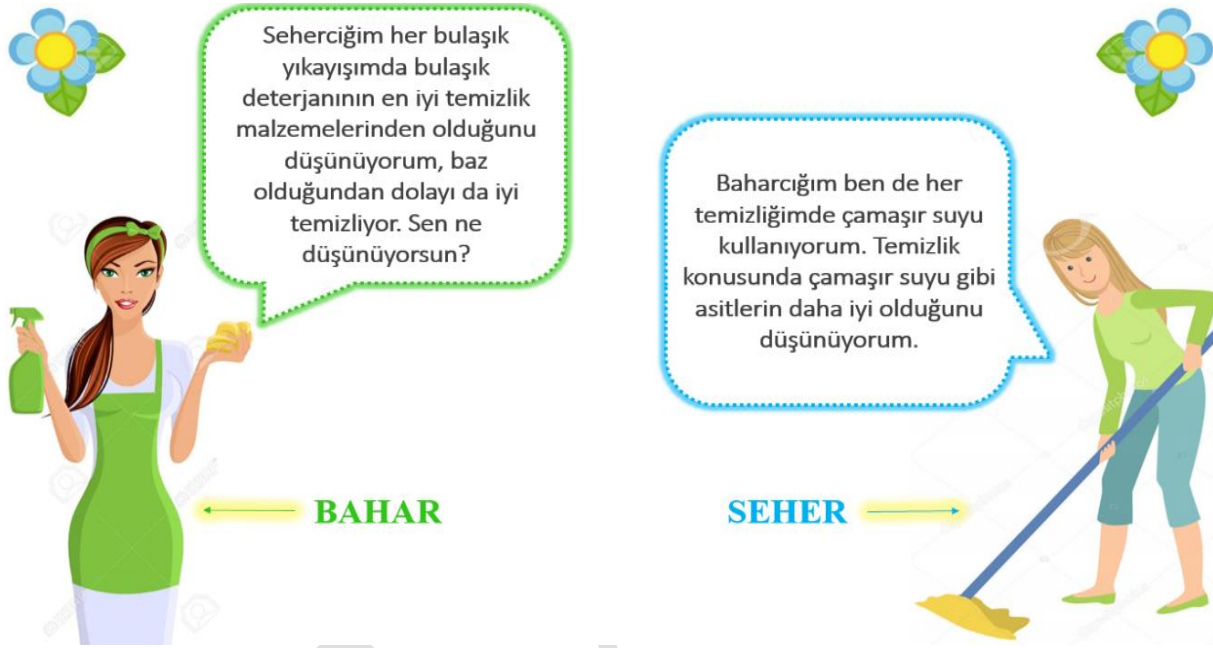 Seherciğim her bulaşık
yıkayışımda bulaşık
deterjanının en iyi temizlik
malzemelerinden olduğunu
düşünüyorum, baz
olduğundan dolayı da iyi
temizliyor. Sen ne
düşünüyorsun?
Baharcığım ben de her
temizliğimde çamaşır suyu
kullanıyorum. Temizlik
konusunda çamaşır suyu gibi
asitlerin daha iyi olduğunu
düşünüyorum.
BAHAR
SEHER